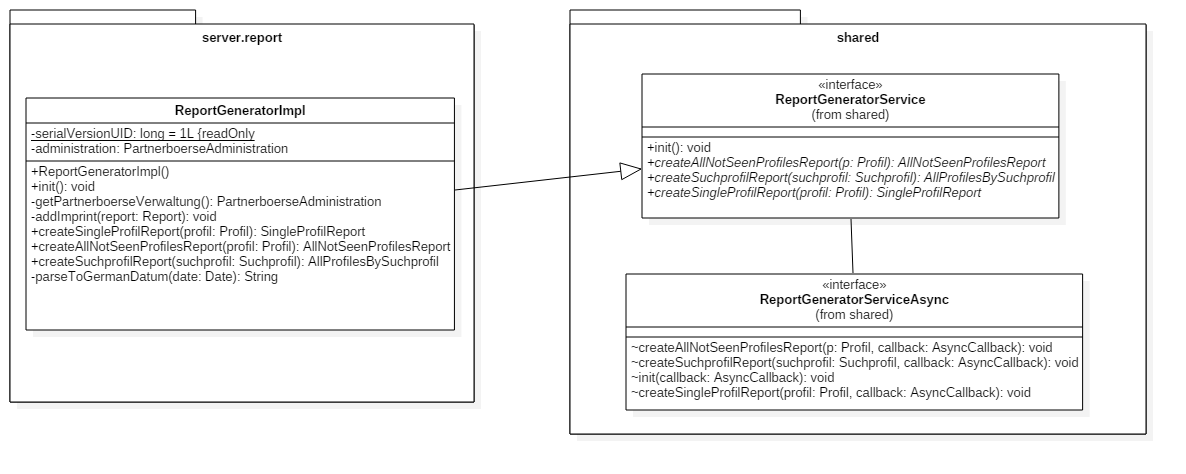 server.report
ReportGeneratorImpl
-serialVersionUID: long = 1L {readOnly
-administration: PartnerboerseAdministration
+ReportGeneratorImpl()
+init(): void
-getPartnerboerseVerwaltung(): PartnerboerseAdministration
-addImprint(report: Report): void
+createSingleProfilReport(profil: Profil): SingleProfilReport
+createAllNotSeenProfilesReport(profil: Profil): AllNotSeenProfilesReport
+createSuchprofilReport(suchprofil: Suchprofil): AllProfilesBySuchprofil
-parseToGermanDatum(date: Date): String
shared
«interface»
ReportGeneratorService
(from shared)
+init(): void
+createAllNotSeenProfilesReport(p: Profil): AllNotSeenProfilesReport
+createSuchprofilReport(suchprofil: Suchprofil): AllProfilesBySuchprofil
+createSingleProfilReport(profil: Profil): SingleProfilReport
«interface»
ReportGeneratorServiceAsync
(from shared)
~createAllNotSeenProfilesReport(p: Profil, callback: AsyncCallback): void
~createSuchprofilReport(suchprofil: Suchprofil, callback: AsyncCallback): void
~init(callback: AsyncCallback): void
~createSingleProfilReport(profil: Profil, callback: AsyncCallback): void